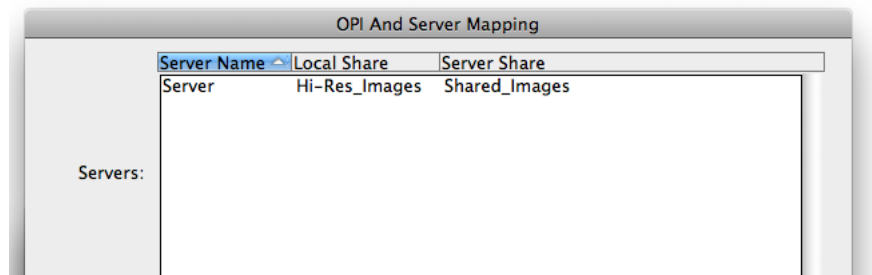 OPI And Server Mapping
Server Name Local Share Server Share
Server Hi-Res_Images Shared_Images
Servers: